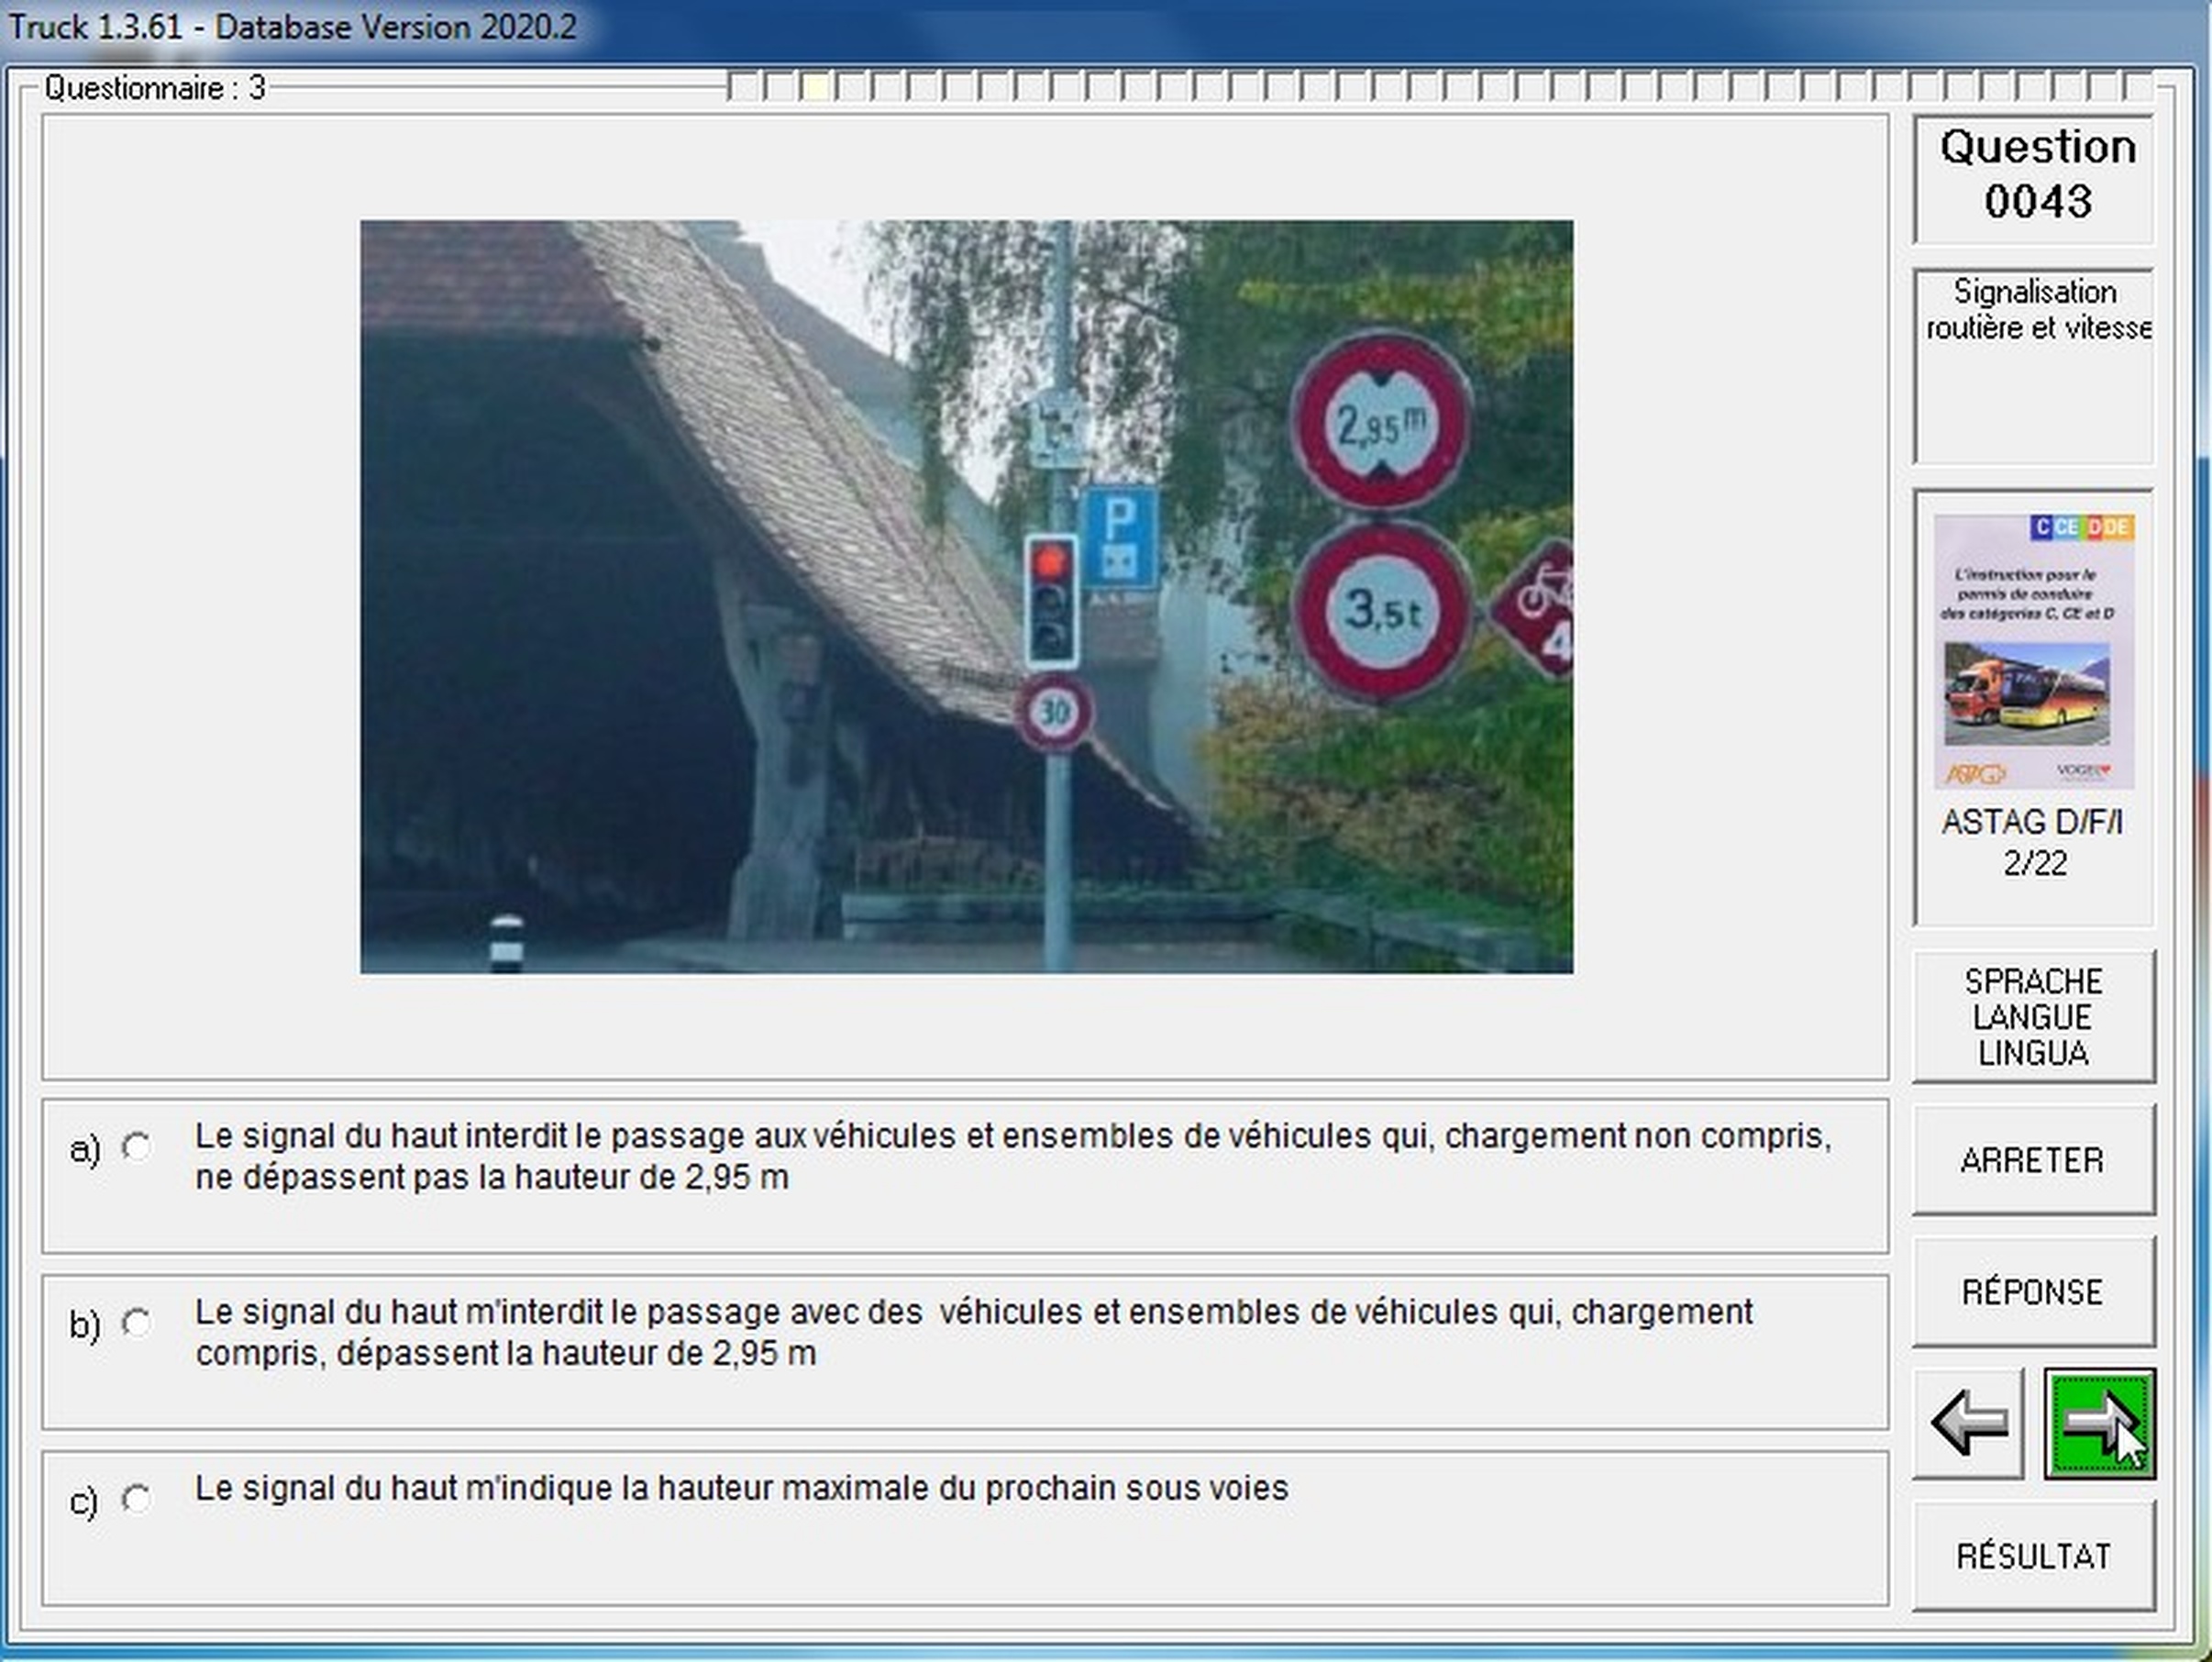 Truck 1.3.61 - Database Version 2020.2
Questionnaire : 3
Question
0043
Signalisation
routière et vitesse
2,95 m
3,5 t
P
30
4
C CE D DE
L'instruction pour le
permis de conduire
des catégories C, CE et D
ASTAG
VOGEL
ASTAG D/F/I
2/22
SPRACHE
LANGUE
LINGUA
a) Le signal du haut interdit le passage aux véhicules et ensembles de véhicules qui, chargement non compris,
ne dépassent pas la hauteur de 2,95 m
ARRETER
b) Le signal du haut m'interdit le passage avec des véhicules et ensembles de véhicules qui, chargement
compris, dépassent la hauteur de 2,95 m
RÉPONSE
c) Le signal du haut m'indique la hauteur maximale du prochain sous voies
RÉSULTAT